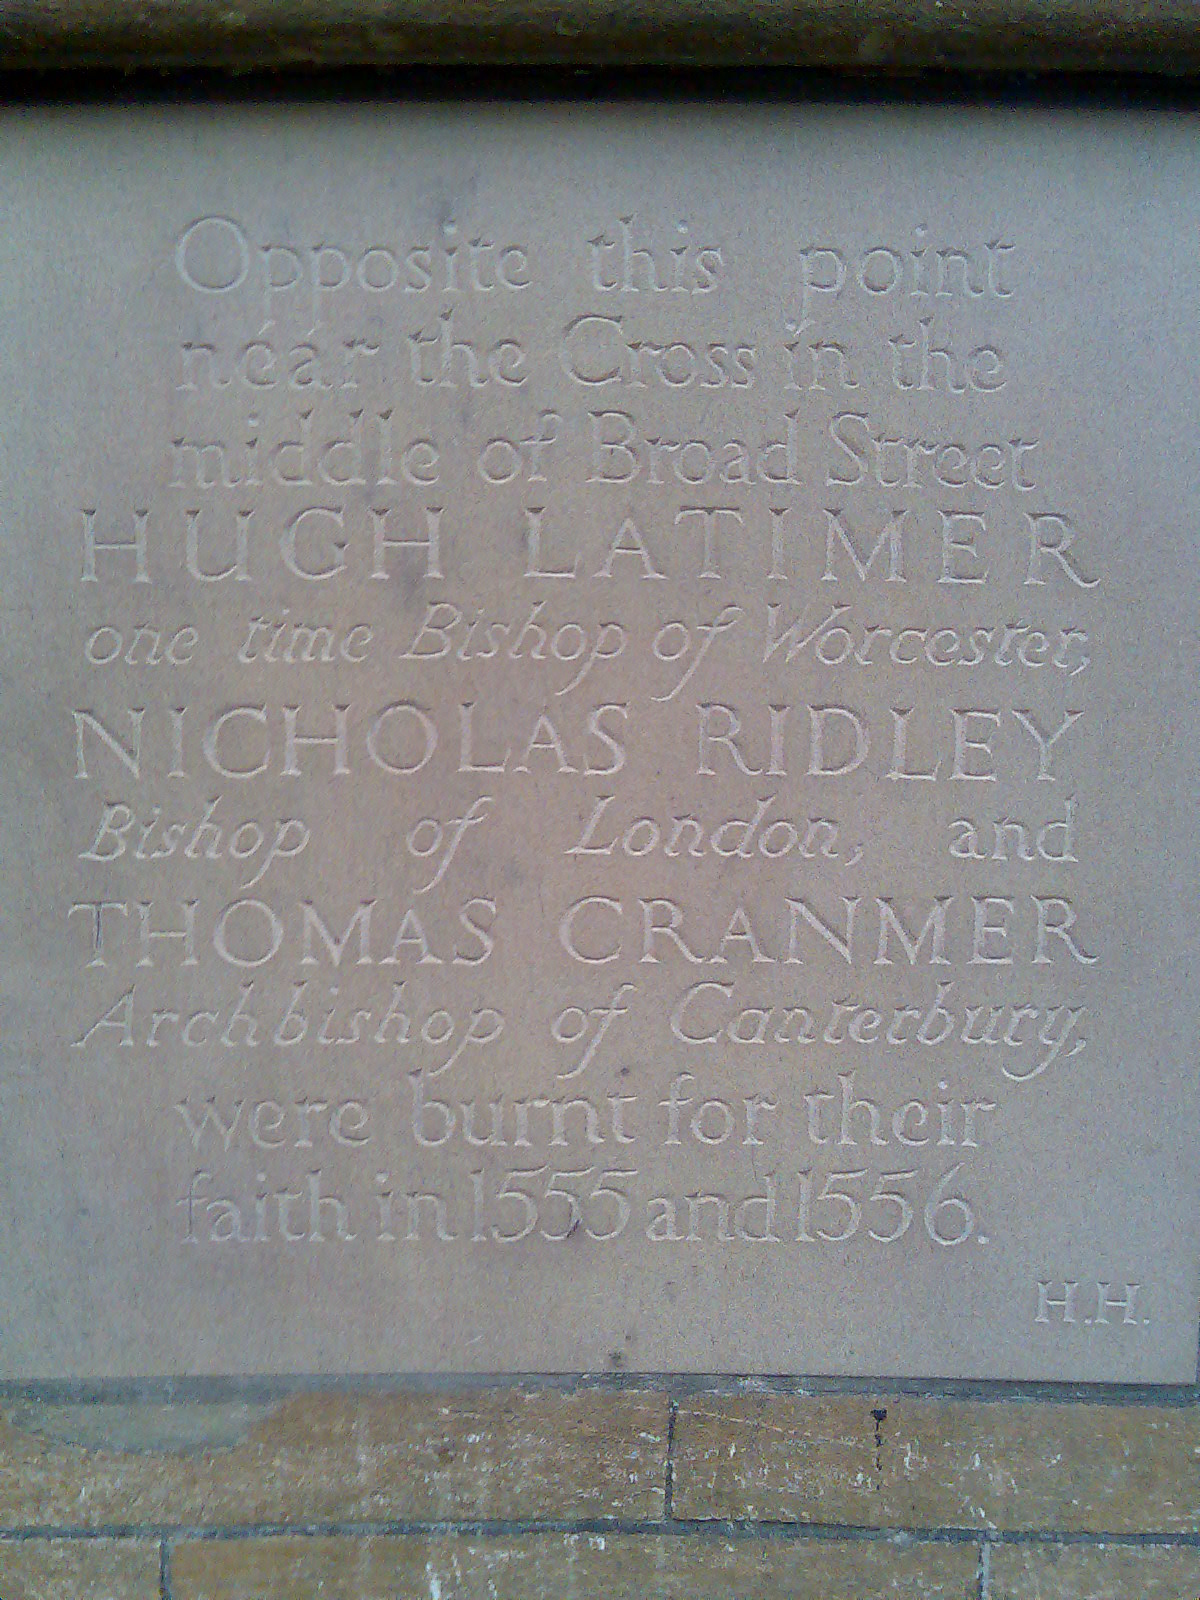 Opposite this point
near the Cross in the
middle of Broad Street
HUGH LATIMER
one time Bishop of Worcester,
NICHOLAS RIDLEY
Bishop of London, and
THOMAS CRANMER
Archbishop of Canterbury,
were burnt for their
faith in 1555 and 1556.
H.H.